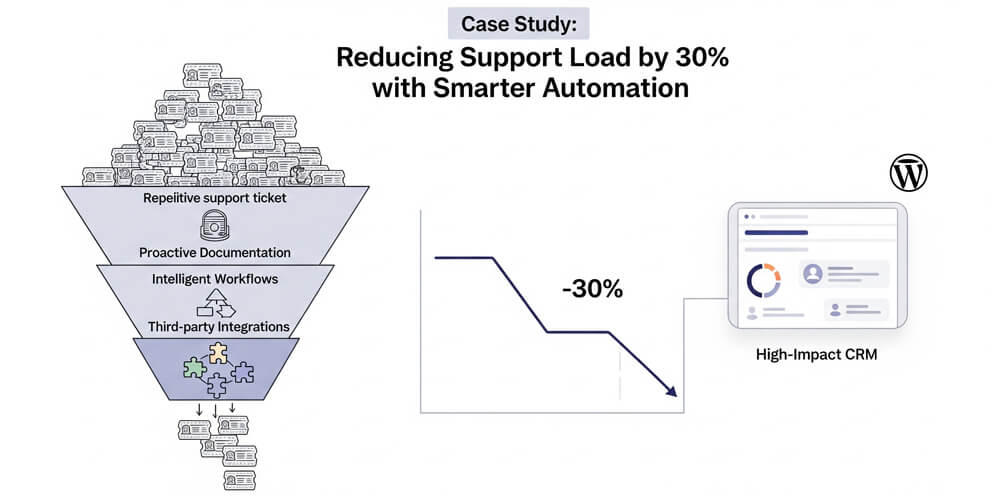 Case Study:
Reducing Support Load by 30%
with Smarter Automation
Repelitive support ticket
Proactive Documentation
Intelligent Workflows
Third-party Integrations
-30%
High-Impact CRM